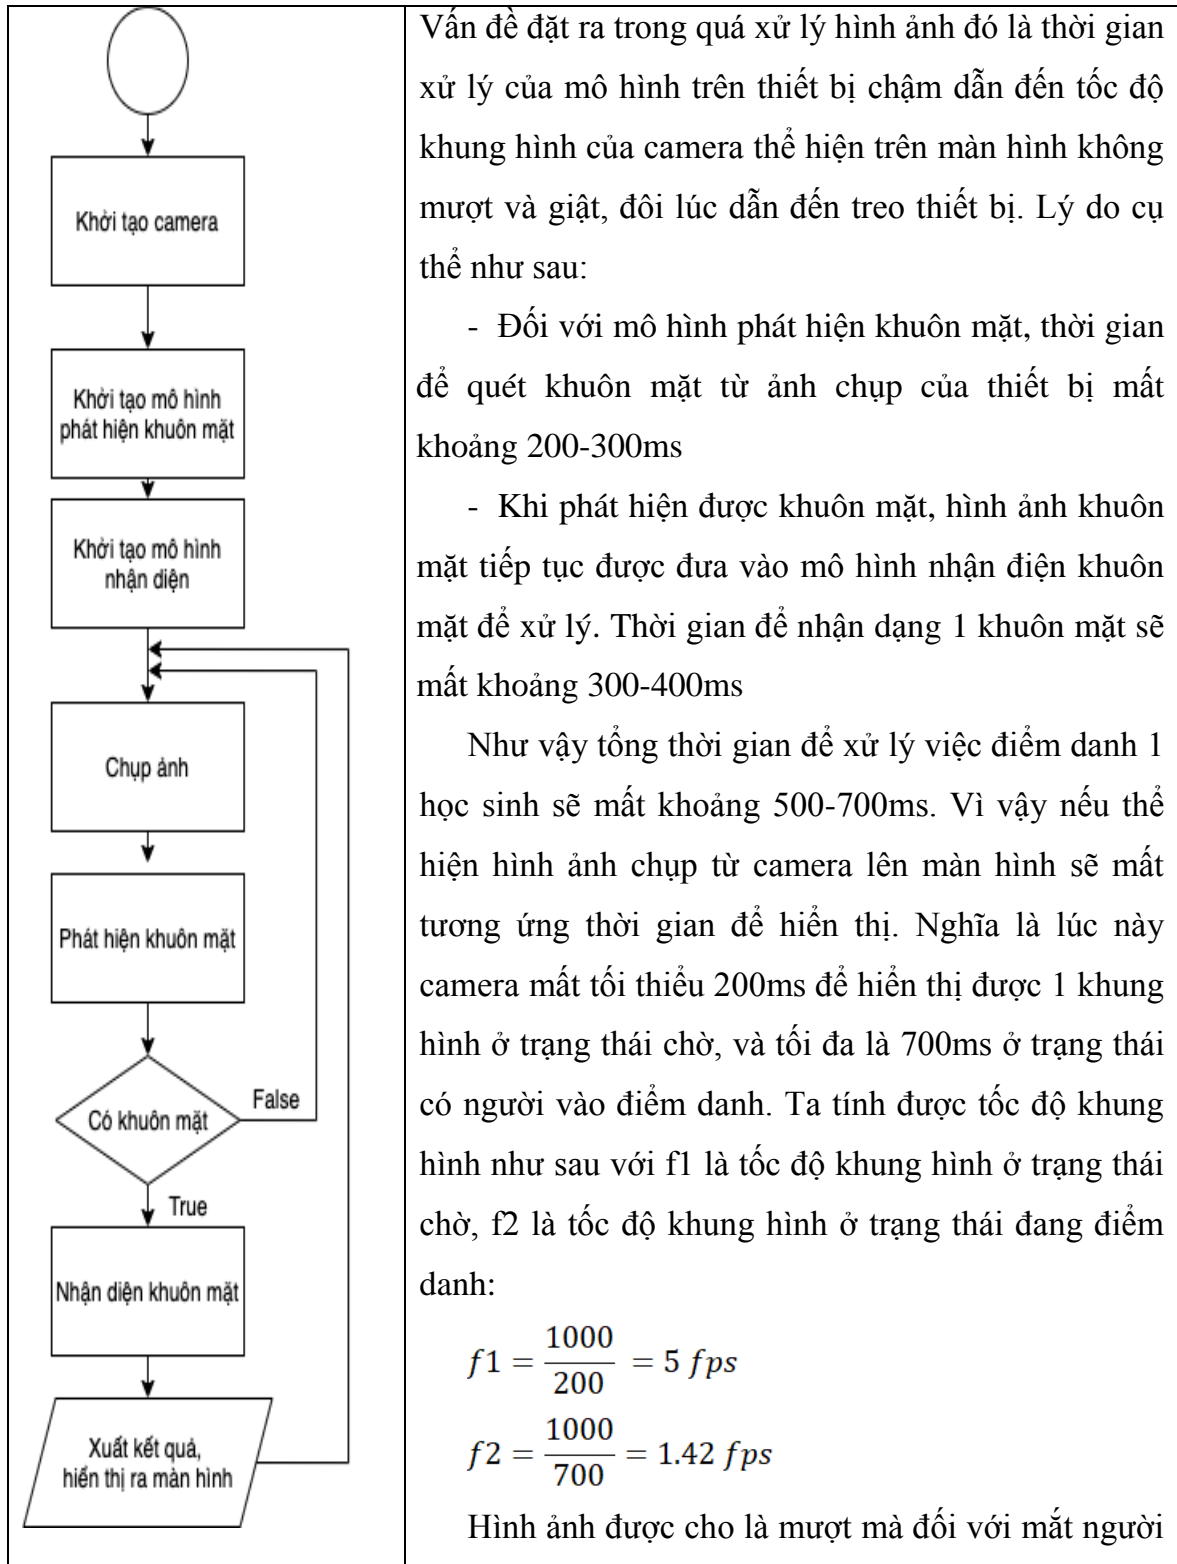 Khởi tạo camera
Khởi tạo mô hình
phát hiện khuôn mặt
Khởi tạo mô hình
nhận diện
Chụp ảnh
Phát hiện khuôn mặt
Có khuôn mặt
False
True
Nhận diện khuôn mặt
Xuất kết quả,
hiển thị ra màn hình
Vấn đề đặt ra trong quá xử lý hình ảnh đó là thời gian
xử lý của mô hình trên thiết bị chậm dẫn đến tốc độ
khung hình của camera thể hiện trên màn hình không
mượt và giật, đôi lúc dẫn đến treo thiết bị. Lý do cụ
thể như sau:
- Đối với mô hình phát hiện khuôn mặt, thời gian
để quét khuôn mặt từ ảnh chụp của thiết bị mất
khoảng 200-300ms
- Khi phát hiện được khuôn mặt, hình ảnh khuôn
mặt tiếp tục được đưa vào mô hình nhận điện khuôn
mặt để xử lý. Thời gian để nhận dạng 1 khuôn mặt sẽ
mất khoảng 300-400ms
Như vậy tổng thời gian để xử lý việc điểm danh 1
học sinh sẽ mất khoảng 500-700ms. Vì vậy nếu thể
hiện hình ảnh chụp từ camera lên màn hình sẽ mất
tương ứng thời gian để hiển thị. Nghĩa là lúc này
camera mất tối thiểu 200ms để hiển thị được 1 khung
hình ở trạng thái chờ, và tối đa là 700ms ở trạng thái
có người vào điểm danh. Ta tính được tốc độ khung
hình như sau với f1 là tốc độ khung hình ở trạng thái
chờ, f2 là tốc độ khung hình ở trạng thái đang điểm
danh:
f1 = 1000/200 = 5 fps
f2 = 1000/700 = 1.42 fps
Hình ảnh được cho là mượt mà đối với mắt người